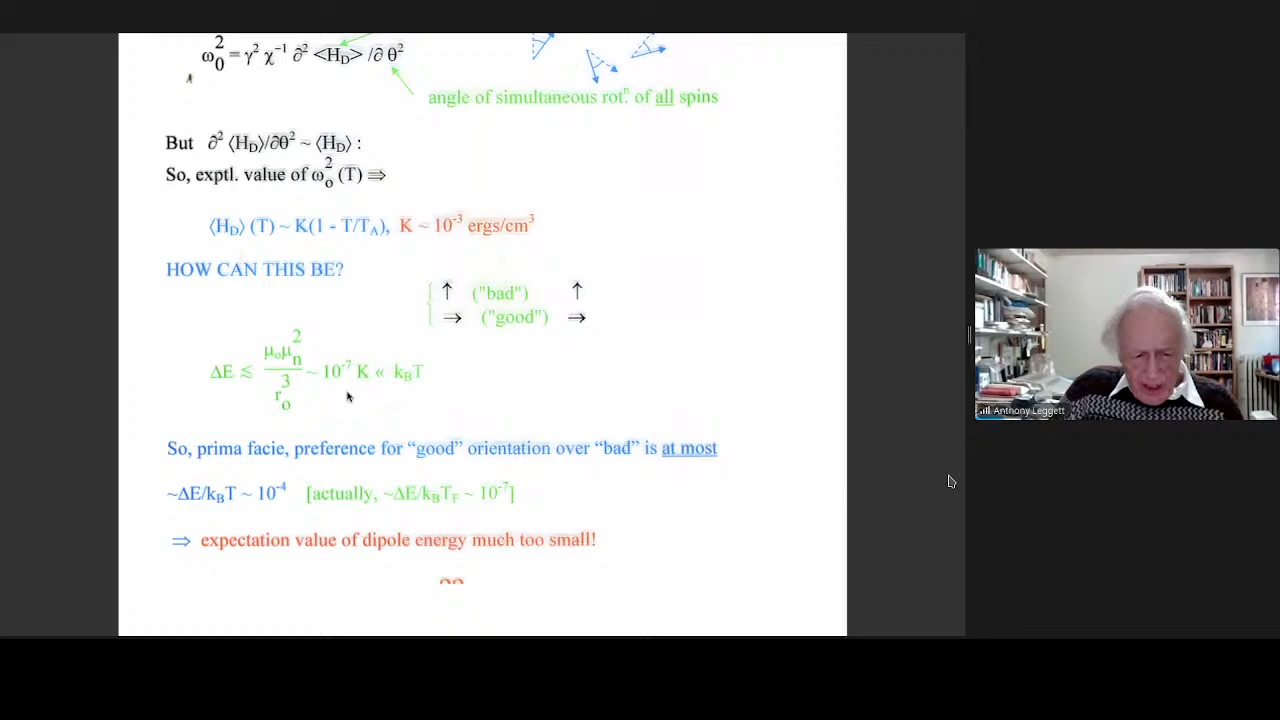 ω₀² = γ² χ⁻¹ ∂² <H_D> /∂ θ²
angle of simultaneous rotⁿ. of all spins
But ∂² ⟨H_D⟩/∂θ² ~ ⟨H_D⟩ :
So, exptl. value of ω₀² (T) ⇒
⟨H_D⟩ (T) ~ K(1 - T/T_A), K ~ 10⁻³ ergs/cm³
HOW CAN THIS BE?
↑ ("bad") ↑
→ ("good") →
ΔE ≲ μ₀μₙ²/r₀³ ~ 10⁻⁷ K « k_BT
So, prima facie, preference for “good” orientation over “bad” is at most
~ΔE/k_BT ~ 10⁻⁴ [actually, ~ΔE/k_BT_F ~ 10⁻⁷]
⇒ expectation value of dipole energy much too small!
Anthony Leggett